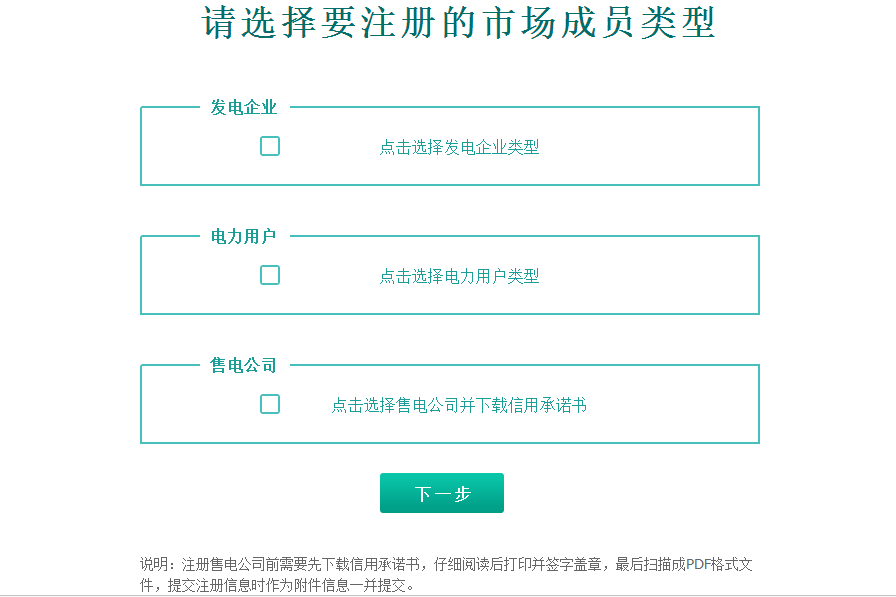 请选择要注册的市场成员类型
发电企业
点击选择发电企业类型
电力用户
点击选择电力用户类型
售电公司
点击选择售电公司并下载信用承诺书
下一步
说明：注册售电公司前需要先下载信用承诺书，仔细阅读后打印并签字盖章，最后扫描成PDF格式文
件，提交注册信息时作为附件信息一并提交。